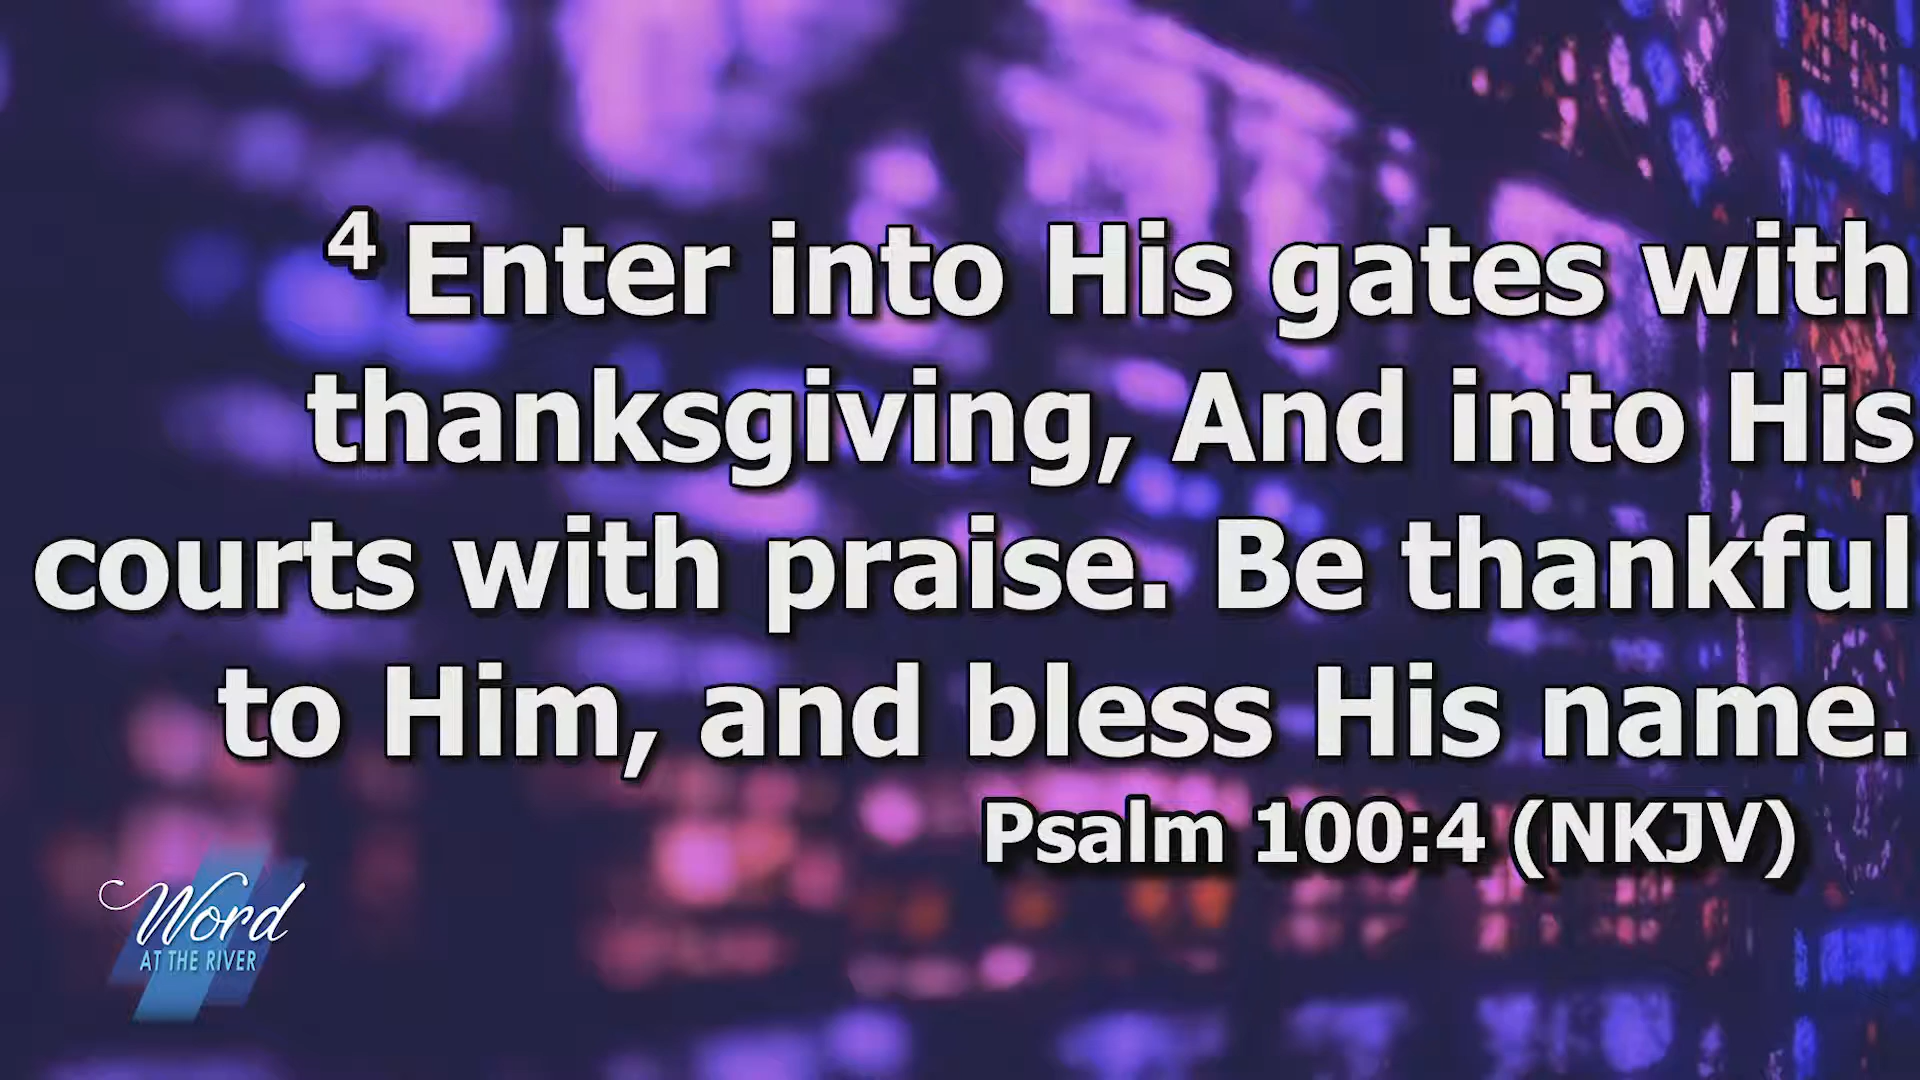 4 Enter into His gates with
thanksgiving, And into His
courts with praise. Be thankful
to Him, and bless His name.
Psalm 100:4 (NKJV)
Word
AT THE RIVER